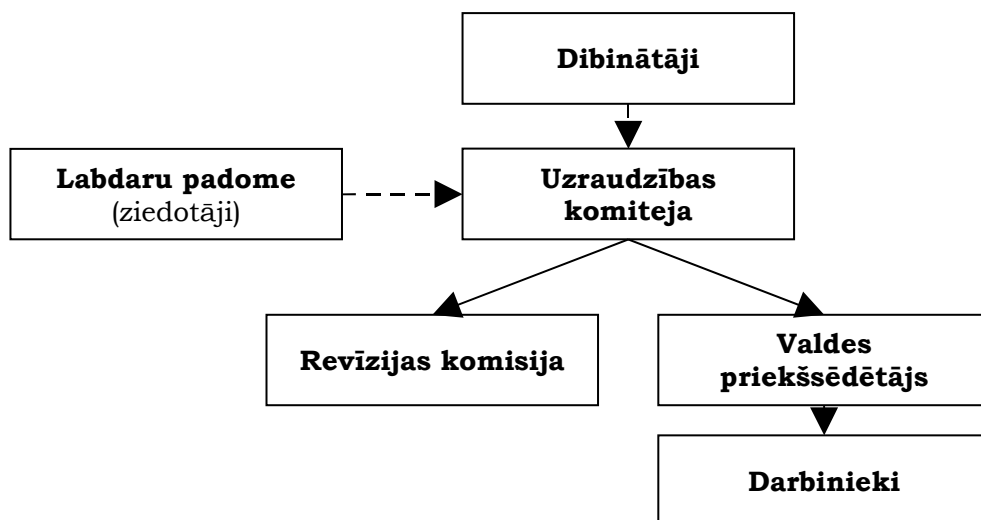 Dibinātāji
Labdaru padome
(ziedotāji)
Uzraudzības
komiteja
Revīzijas komisija
Valdes
priekšsēdētājs
Darbinieki